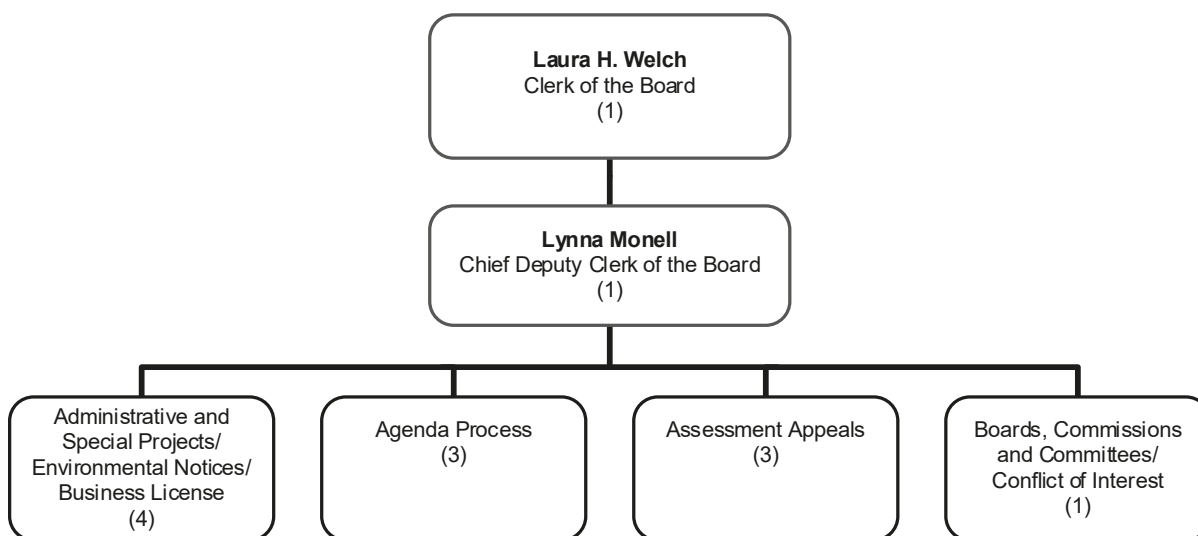 Laura H. Welch
Clerk of the Board
(1)
Lynna Monell
Chief Deputy Clerk of the Board
(1)
Administrative and
Special Projects/
Environmental Notices/
Business License
(4)
Agenda Process
(3)
Assessment Appeals
(3)
Boards, Commissions
and Committees/
Conflict of Interest
(1)